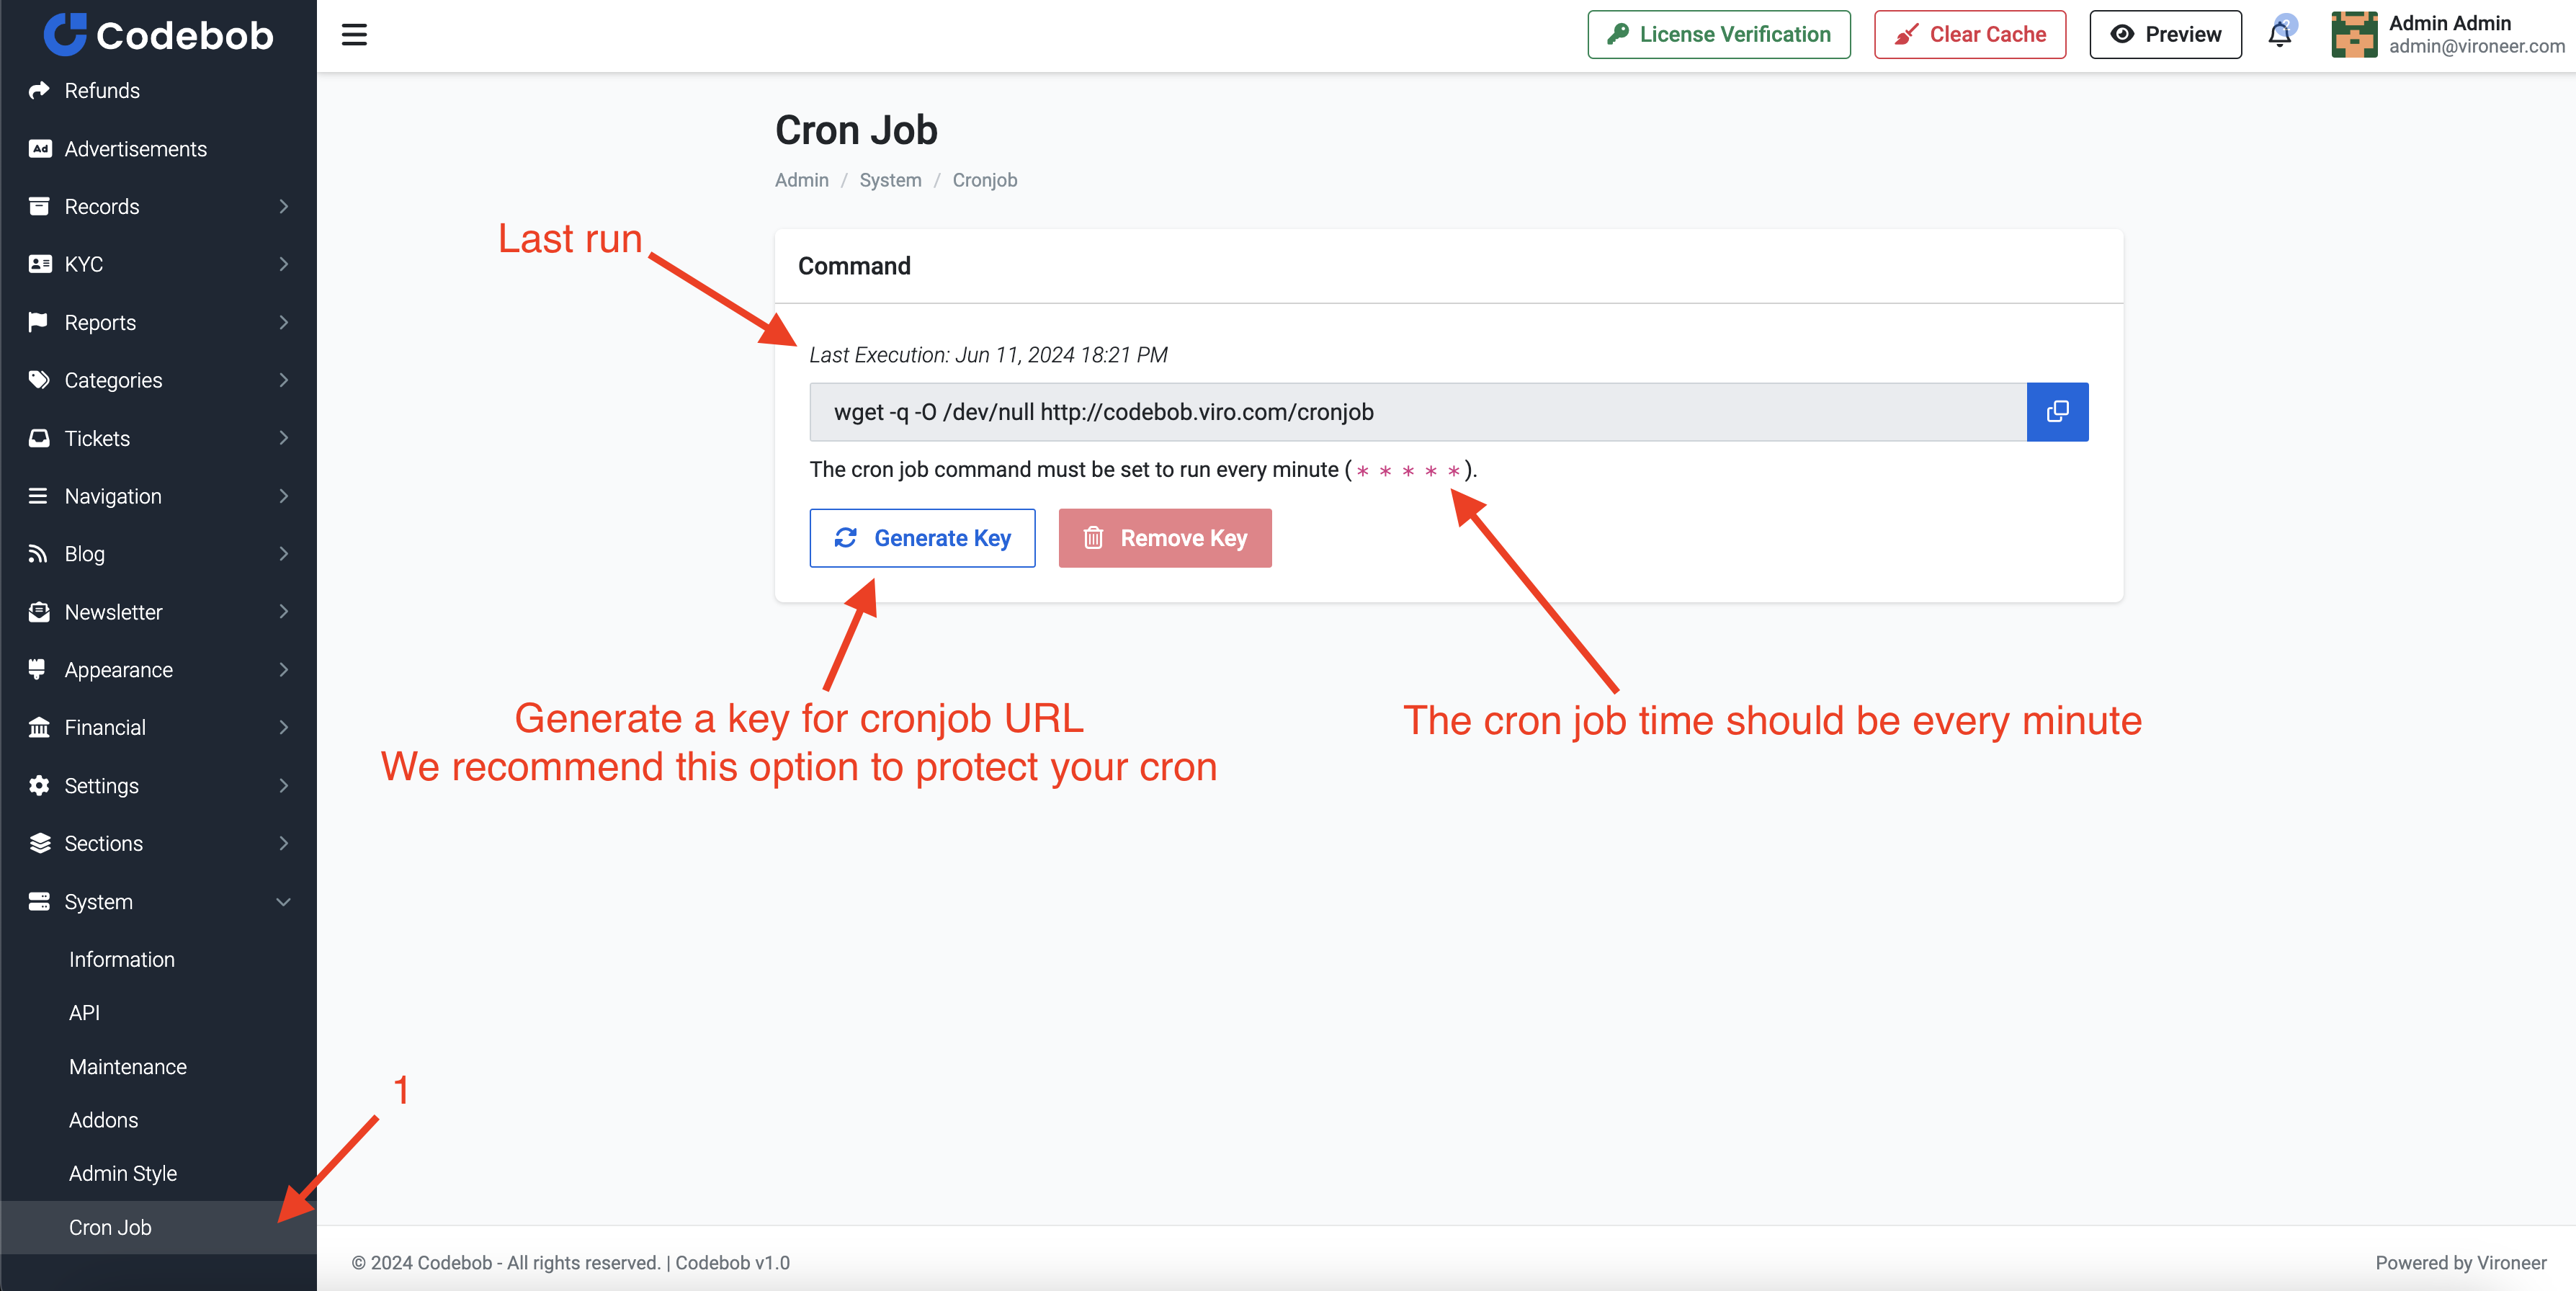 Codebob
License Verification
Clear Cache
Preview
Admin Admin
admin@vironeer.com
Refunds
Ad Advertisements
Records
KYC
Reports
Categories
Tickets
Navigation
Blog
Newsletter
Appearance
Financial
Settings
Sections
System
Information
API
Maintenance
Addons
Admin Style
Cron Job
1
Cron Job
Admin / System / Cronjob
Last run
Command
Last Execution: Jun 11, 2024 18:21 PM
wget -q -O /dev/null http://codebob.viro.com/cronjob
The cron job command must be set to run every minute (* * * * *).
Generate Key
Remove Key
Generate a key for cronjob URL
We recommend this option to protect your cron
The cron job time should be every minute
© 2024 Codebob - All rights reserved. | Codebob v1.0
Powered by Vironeer